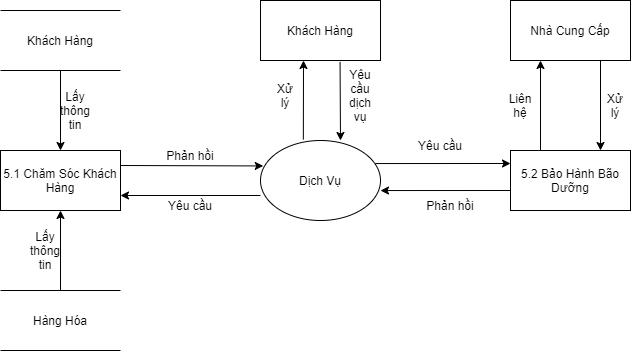 Khách Hàng
Khách Hàng
Nhà Cung Cấp
Lấy
thông
tin
Xử
lý
Yêu
cầu
dịch
vụ
Liên
hệ
Xử
lý
5.1 Chăm Sóc Khách
Hàng
Phản hồi
Yêu cầu
Dịch Vụ
Yêu cầu
Phản hồi
5.2 Bảo Hành Bão
Dưỡng
Lấy
thông
tin
Hàng Hóa